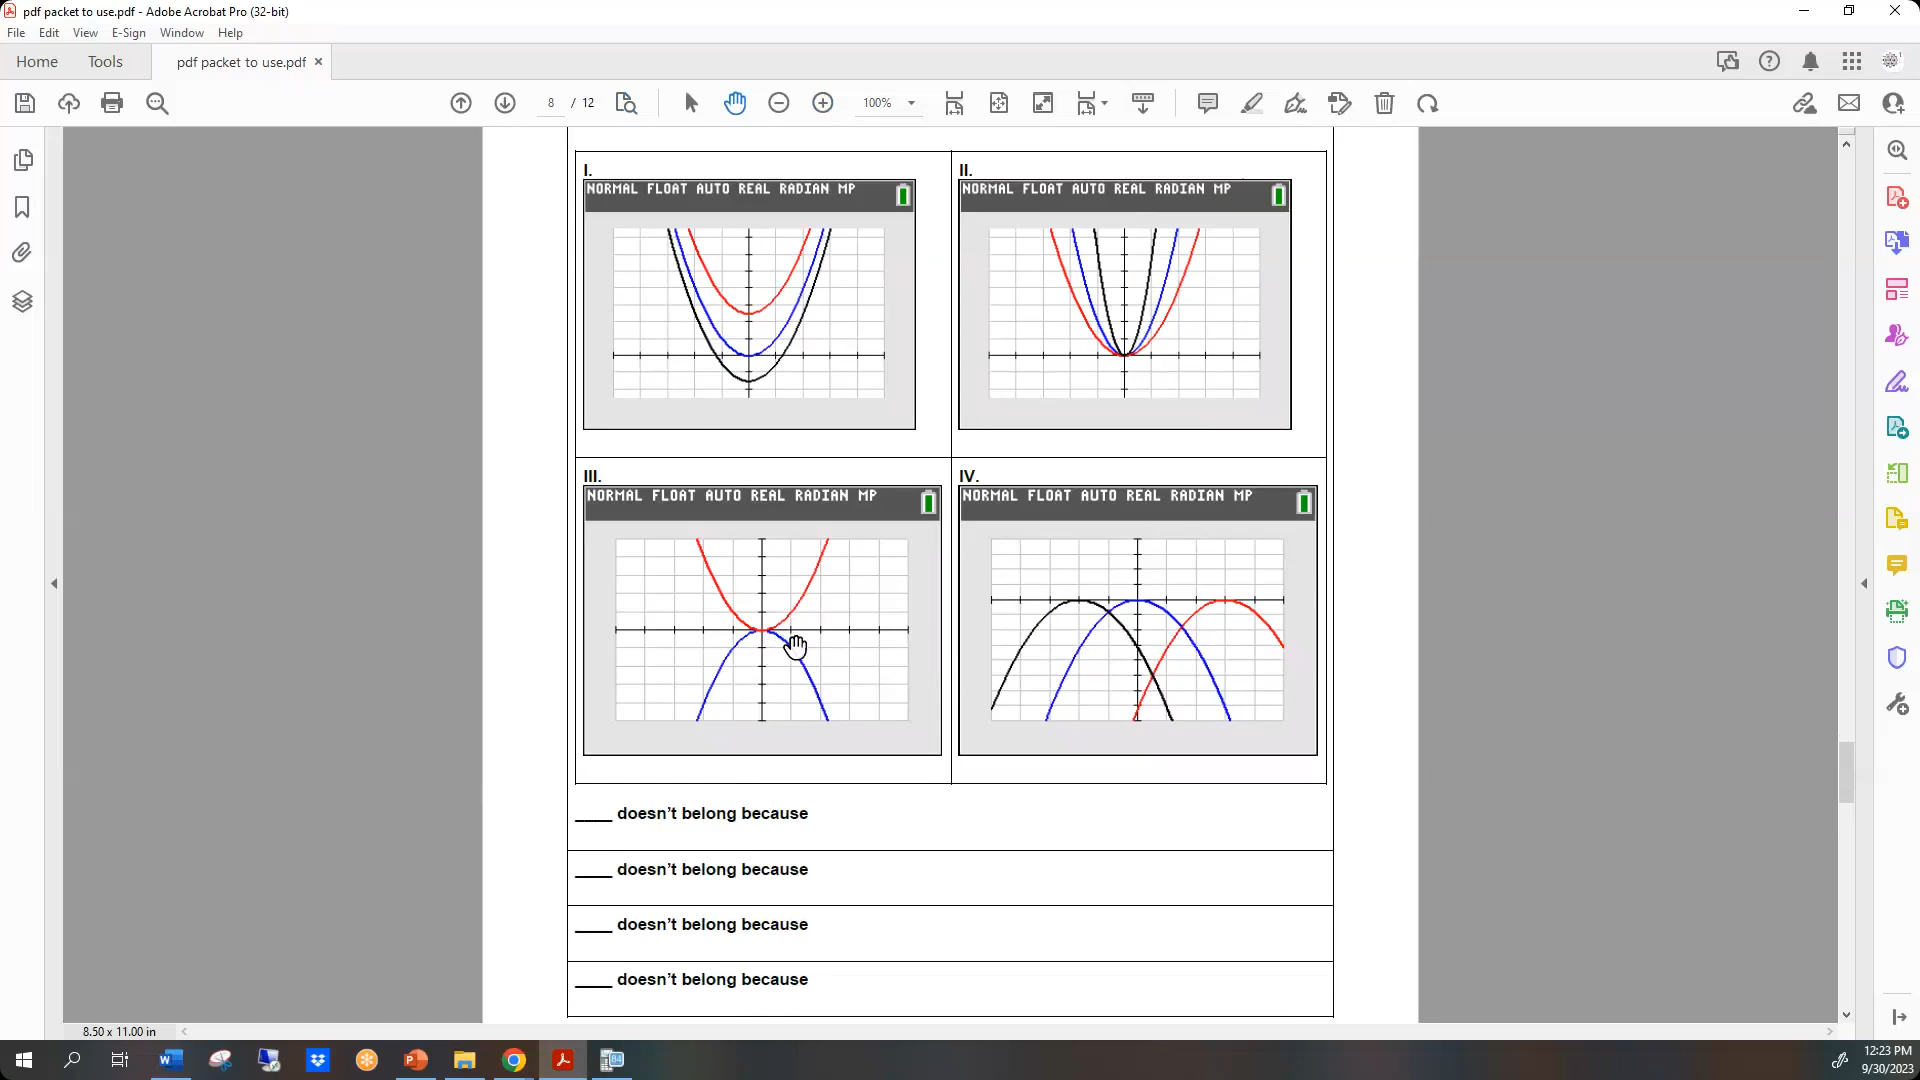 pdf packet to use.pdf - Adobe Acrobat Pro (32-bit)
File Edit View E-Sign Window Help
Home Tools pdf packet to use.pdf ×
8 / 12 100%
I.
NORMAL FLOAT AUTO REAL RADIAN MP
II.
NORMAL FLOAT AUTO REAL RADIAN MP
III.
NORMAL FLOAT AUTO REAL RADIAN MP
IV.
NORMAL FLOAT AUTO REAL RADIAN MP
____ doesn’t belong because
____ doesn’t belong because
____ doesn’t belong because
____ doesn’t belong because
8.50 x 11.00 in
12:23 PM
9/30/2023